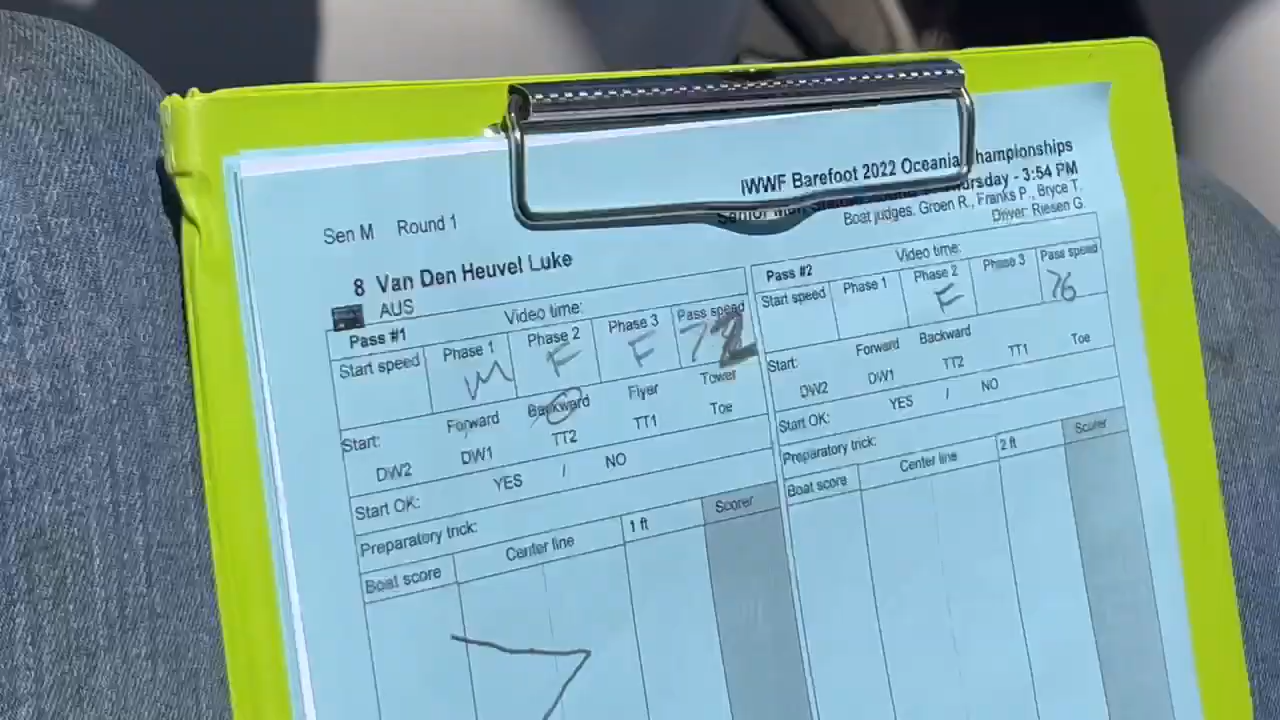 IWWF Barefoot 2022 Oceania Championships
Thursday - 3:54 PM
Sen M Round 1
Boat judges. Groen R., Franks P., Bryce T.
Driver: Riesen G.
8 Van Den Heuvel Luke
AUS
Pass #1 Video time:
Start speed Phase 1 Phase 2 Phase 3 Pass speed
M F F 72
Start: Forward Backward Flyer Tower
DW2 DW1 TT2 TT1 Toe
Start OK: YES / NO
Preparatory trick:
Boat score Center line 1 ft Scorer
Pass #2 Video time:
Start speed Phase 1 Phase 2 Phase 3 Pass speed
F 76
Start: Forward Backward
DW2 DW1 TT2 TT1 Toe
Start OK: YES / NO
Preparatory trick:
Boat score Center line 2 ft Scorer